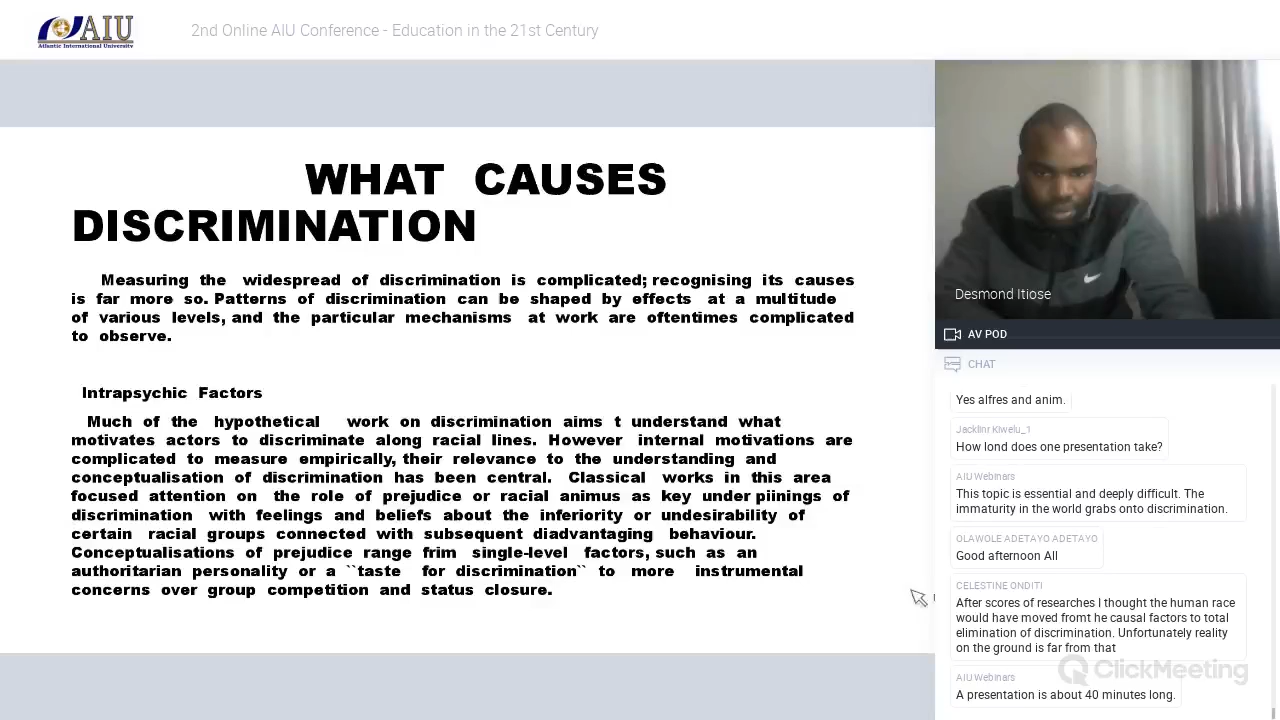 AIU
Atlantic International University
2nd Online AIU Conference - Education in the 21st Century
WHAT CAUSES
DISCRIMINATION
Measuring the widespread of discrimination is complicated; recognising its causes
is far more so. Patterns of discrimination can be shaped by effects at a multitude
of various levels, and the particular mechanisms at work are oftentimes complicated
to observe.
Intrapsychic Factors
Much of the hypothetical work on discrimination aims t understand what
motivates actors to discriminate along racial lines. However internal motivations are
complicated to measure empirically, their relevance to the understanding and
conceptualisation of discrimination has been central. Classical works in this area
focused attention on the role of prejudice or racial animus as key under piinings of
discrimination with feelings and beliefs about the inferiority or undesirability of
certain racial groups connected with subsequent diadvantaging behaviour.
Conceptualisations of prejudice range frim single-level factors, such as an
authoritarian personality or a ``taste for discrimination`` to more instrumental
concerns over group competition and status closure.
Desmond Itiose
AV POD
CHAT
Yes alfres and anim.
Jacklinr Kiwelu_1
How lond does one presentation take?
AIU Webinars
This topic is essential and deeply difficult. The
immaturity in the world grabs onto discrimination.
OLAWOLE ADETAYO ADETAYO
Good afternoon All
CELESTINE ONDITI
After scores of researches I thought the human race
would have moved fromt he causal factors to total
elimination of discrimination. Unfortunately reality
on the ground is far from that
AIU Webinars
A presentation is about 40 minutes long.
ClickMeeting